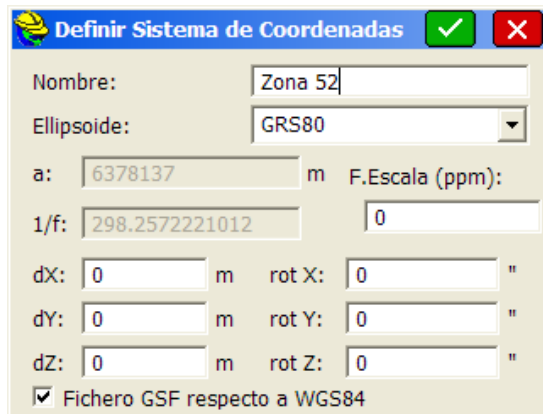 Definir Sistema de Coordenadas
Nombre: Zona 52
Ellipsoide: GRS80
a: 6378137 m F.Escala (ppm):
1/f: 298.2572221012 0
dX: 0 m rot X: 0 "
dY: 0 m rot Y: 0 "
dZ: 0 m rot Z: 0 "
Fichero GSF respecto a WGS84